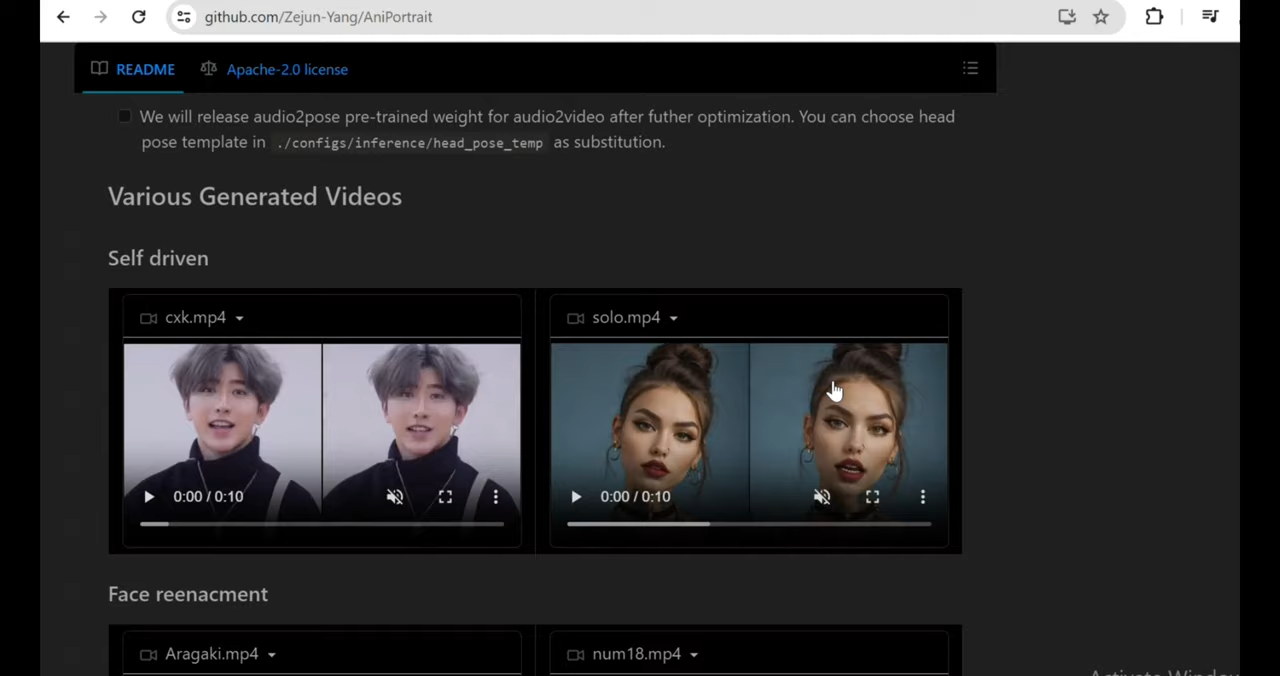 github.com/Zejun-Yang/AniPortrait
README
Apache-2.0 license
We will release audio2pose pre-trained weight for audio2video after futher optimization. You can choose head
pose template in ./configs/inference/head_pose_temp as substitution.
Various Generated Videos
Self driven
cxk.mp4
solo.mp4
0:00 / 0:10
0:00 / 0:10
Face reenacment
Aragaki.mp4
num18.mp4
Activate Window